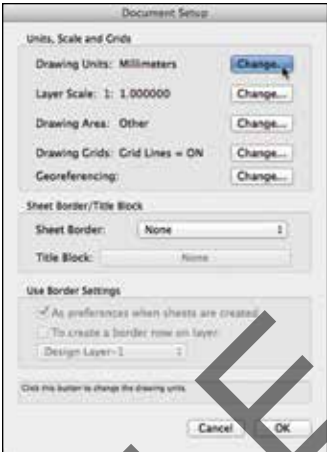 Document Setup
Units, Scale and Grids
Drawing Units: Millimeters Change...
Layer Scale: 1: 1.000000 Change...
Drawing Area: Other Change...
Drawing Grids: Grid Lines = ON Change...
Georeferencing: Change...
Sheet Border/Title Block
Sheet Border: None
Title Block: None
Use Border Settings
As preferences when sheets are created
To create a border now on layer
Design Layer-1
Click this button to change the drawing units.
Cancel OK